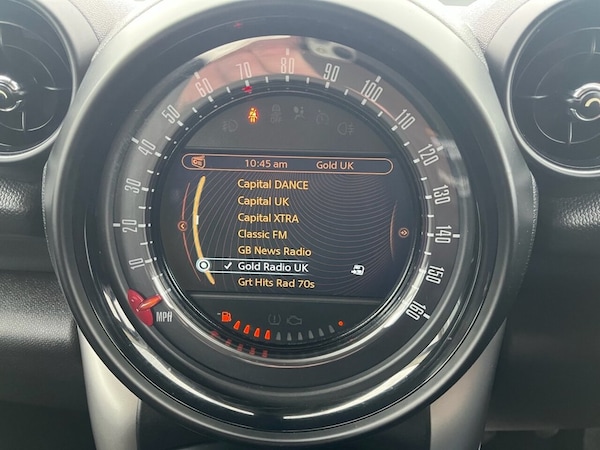 10:45 am Gold UK
Capital DANCE
Capital UK
Capital XTRA
Classic FM
GB News Radio
Gold Radio UK
Grt Hits Rad 70s
10
20
30
40
50
60
70
80
90
100
110
120
130
140
150
160
MPH